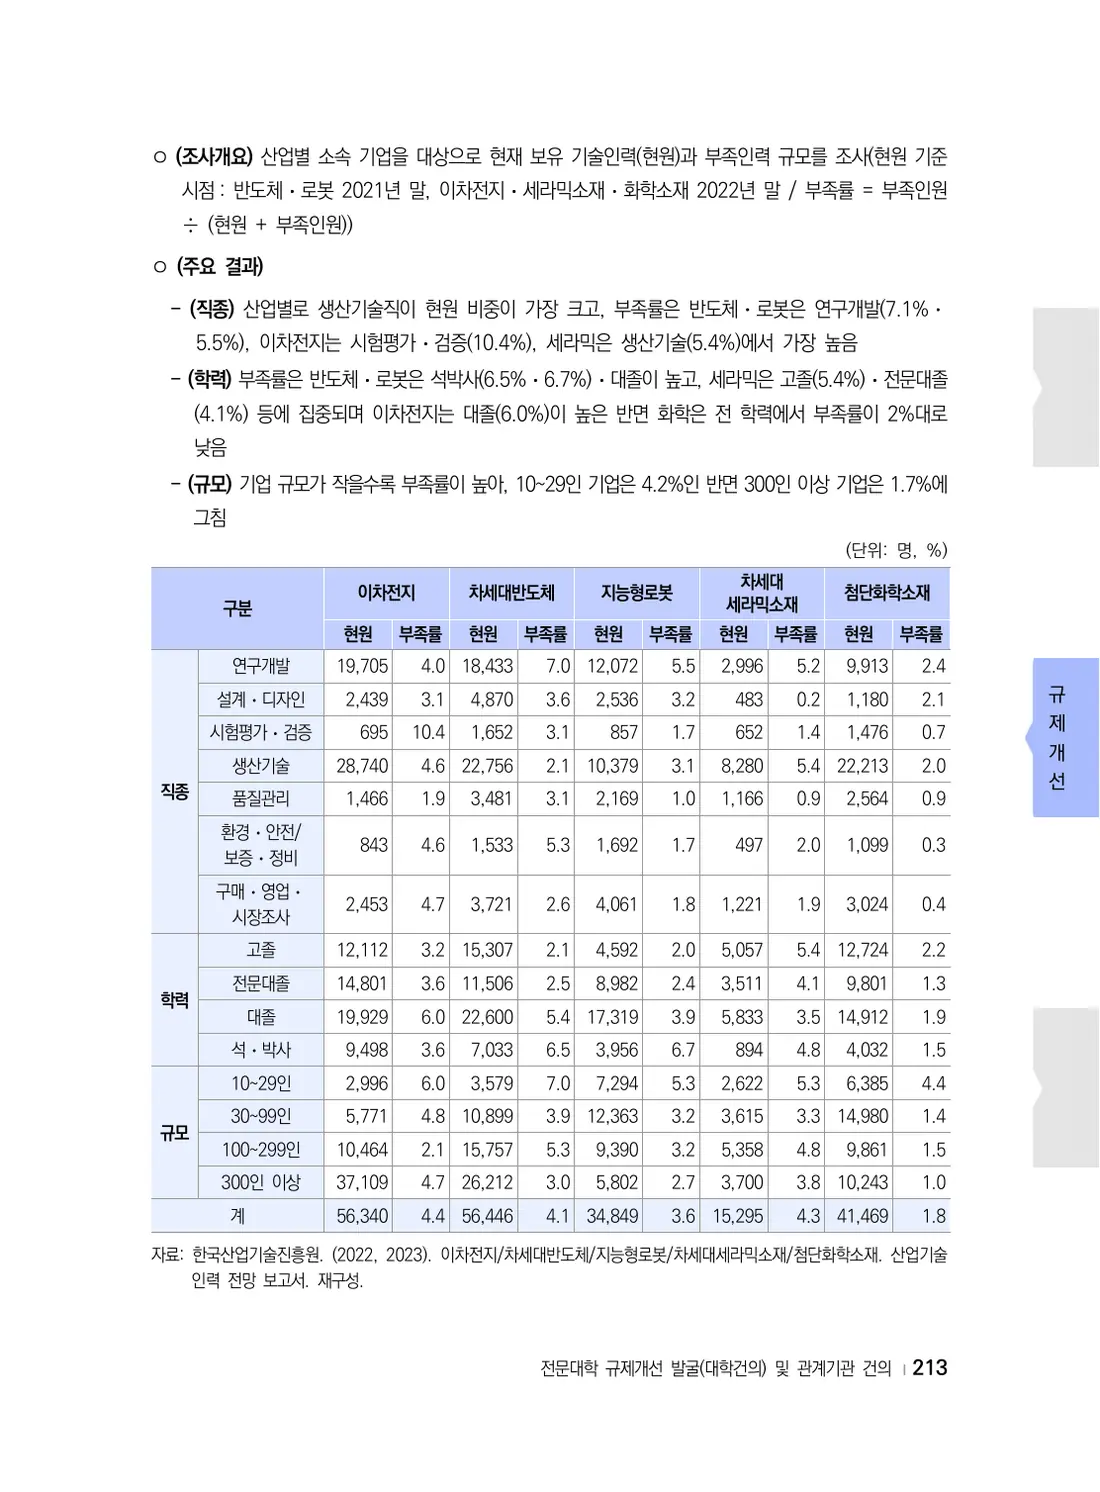 ○ (조사개요) 산업별 소속 기업을 대상으로 현재 보유 기술인력(현원)과 부족인력 규모를 조사(현원 기준
시점 : 반도체·로봇 2021년 말, 이차전지·세라믹소재·화학소재 2022년 말 / 부족률 = 부족인원
÷ (현원 + 부족인원))
○ (주요 결과)
- (직종) 산업별로 생산기술직이 현원 비중이 가장 크고, 부족률은 반도체·로봇은 연구개발(7.1%·
5.5%), 이차전지는 시험평가·검증(10.4%), 세라믹은 생산기술(5.4%)에서 가장 높음
- (학력) 부족률은 반도체·로봇은 석박사(6.5%·6.7%)·대졸이 높고, 세라믹은 고졸(5.4%)·전문대졸
(4.1%) 등에 집중되며 이차전지는 대졸(6.0%)이 높은 반면 화학은 전 학력에서 부족률이 2%대로
낮음
- (규모) 기업 규모가 작을수록 부족률이 높아, 10~29인 기업은 4.2%인 반면 300인 이상 기업은 1.7%에
그침
(단위: 명, %)
구분 이차전지 차세대반도체 지능형로봇 차세대 세라믹소재 첨단화학소재
현원 부족률 현원 부족률 현원 부족률 현원 부족률 현원 부족률
직종
연구개발 19,705 4.0 18,433 7.0 12,072 5.5 2,996 5.2 9,913 2.4
설계·디자인 2,439 3.1 4,870 3.6 2,536 3.2 483 0.2 1,180 2.1
시험평가·검증 695 10.4 1,652 3.1 857 1.7 652 1.4 1,476 0.7
생산기술 28,740 4.6 22,756 2.1 10,379 3.1 8,280 5.4 22,213 2.0
품질관리 1,466 1.9 3,481 3.1 2,169 1.0 1,166 0.9 2,564 0.9
환경·안전/
보증·정비 843 4.6 1,533 5.3 1,692 1.7 497 2.0 1,099 0.3
구매·영업·
시장조사 2,453 4.7 3,721 2.6 4,061 1.8 1,221 1.9 3,024 0.4
학력
고졸 12,112 3.2 15,307 2.1 4,592 2.0 5,057 5.4 12,724 2.2
전문대졸 14,801 3.6 11,506 2.5 8,982 2.4 3,511 4.1 9,801 1.3
대졸 19,929 6.0 22,600 5.4 17,319 3.9 5,833 3.5 14,912 1.9
석·박사 9,498 3.6 7,033 6.5 3,956 6.7 894 4.8 4,032 1.5
규모
10~29인 2,996 6.0 3,579 7.0 7,294 5.3 2,622 5.3 6,385 4.4
30~99인 5,771 4.8 10,899 3.9 12,363 3.2 3,615 3.3 14,980 1.4
100~299인 10,464 2.1 15,757 5.3 9,390 3.2 5,358 4.8 9,861 1.5
300인 이상 37,109 4.7 26,212 3.0 5,802 2.7 3,700 3.8 10,243 1.0
계 56,340 4.4 56,446 4.1 34,849 3.6 15,295 4.3 41,469 1.8
자료: 한국산업기술진흥원. (2022, 2023). 이차전지/차세대반도체/지능형로봇/차세대세라믹소재/첨단화학소재. 산업기술
인력 전망 보고서. 재구성.
규
제
개
선
전문대학 규제개선 발굴(대학건의) 및 관계기관 건의 | 213